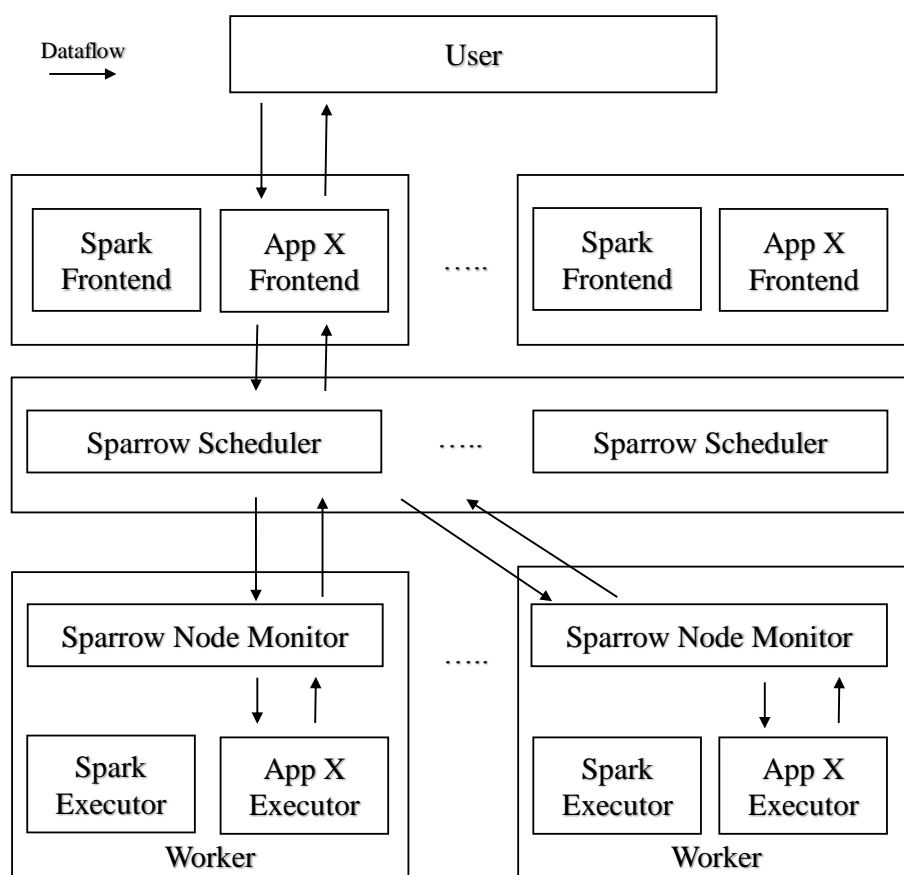 User
Dataflow
Spark
Frontend
App X
Frontend
…..
Spark
Frontend
App X
Frontend
Sparrow Scheduler
…..
Sparrow Scheduler
Sparrow Node Monitor
…..
Sparrow Node Monitor
Spark
Executor
App X
Executor
Spark
Executor
App X
Executor
Worker
Worker